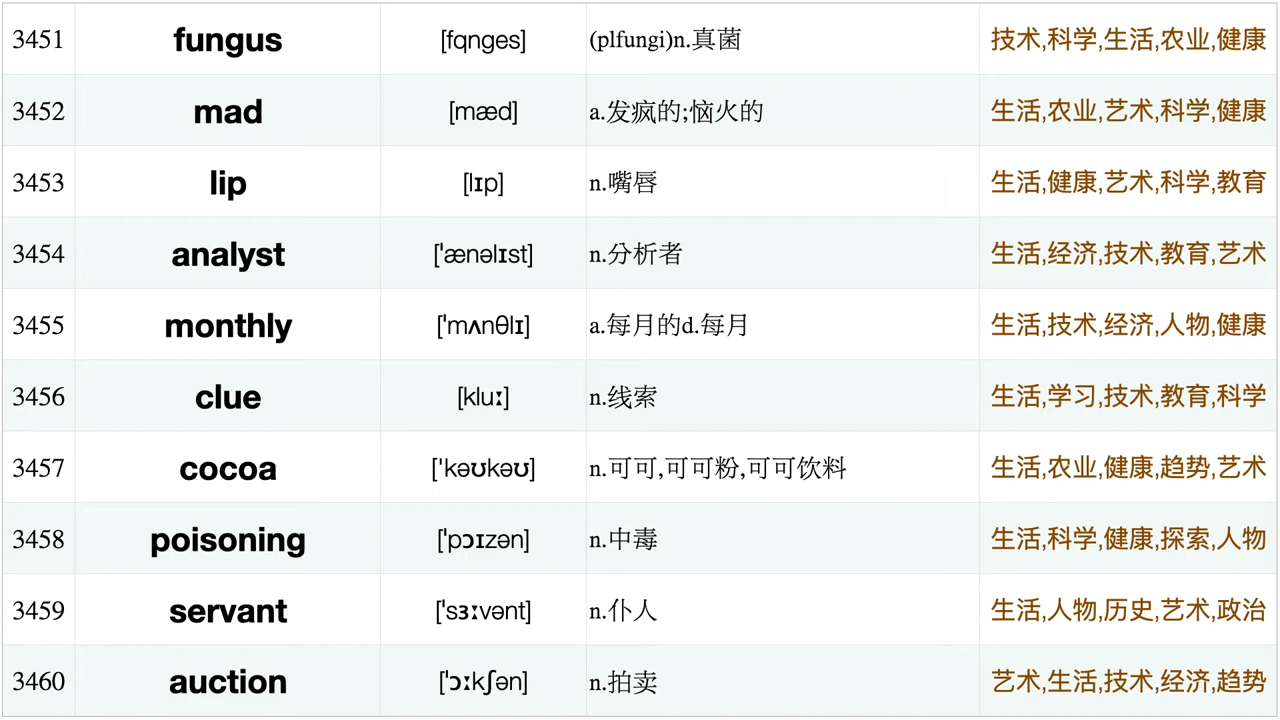 3451 fungus [fqnges] (plfungi)n.真菌 技术,科学,生活,农业,健康
3452 mad [mæd] a.发疯的;恼火的 生活,农业,艺术,科学,健康
3453 lip [lɪp] n.嘴唇 生活,健康,艺术,科学,教育
3454 analyst [ˈænəlɪst] n.分析者 生活,经济,技术,教育,艺术
3455 monthly [ˈmʌnθlɪ] a.每月的d.每月 生活,技术,经济,人物,健康
3456 clue [kluː] n.线索 生活,学习,技术,教育,科学
3457 cocoa [ˈkəʊkəʊ] n.可可,可可粉,可可饮料 生活,农业,健康,趋势,艺术
3458 poisoning [ˈpɔɪzən] n.中毒 生活,科学,健康,探索,人物
3459 servant [ˈsɜːvənt] n.仆人 生活,人物,历史,艺术,政治
3460 auction [ˈɔːkʃən] n.拍卖 艺术,生活,技术,经济,趋势